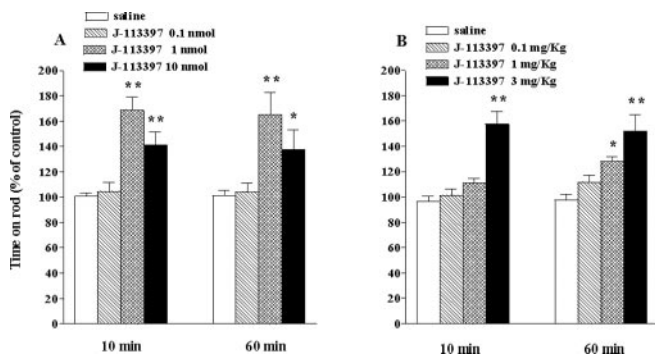 saline
J-113397 0.1 nmol
J-113397 1 nmol
J-113397 10 nmol
A
Time on rod (% of control)
200
180
160
140
120
100
80
60
40
20
0
** ** ** *
10 min 60 min
saline
J-113397 0.1 mg/Kg
J-113397 1 mg/Kg
J-113397 3 mg/Kg
B
200
180
160
140
120
100
80
60
40
20
0
** * **
10 min 60 min